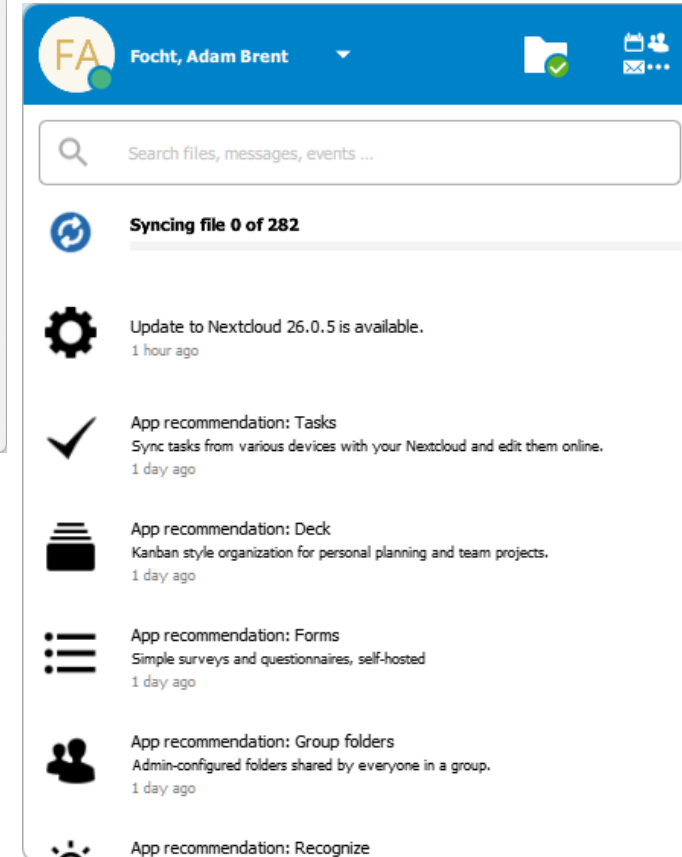 FA
Focht, Adam Brent
Search files, messages, events ...
Syncing file 0 of 282
Update to Nextcloud 26.0.5 is available.
1 hour ago
App recommendation: Tasks
Sync tasks from various devices with your Nextcloud and edit them online.
1 day ago
App recommendation: Deck
Kanban style organization for personal planning and team projects.
1 day ago
App recommendation: Forms
Simple surveys and questionnaires, self-hosted
1 day ago
App recommendation: Group folders
Admin-configured folders shared by everyone in a group.
1 day ago
App recommendation: Recognize